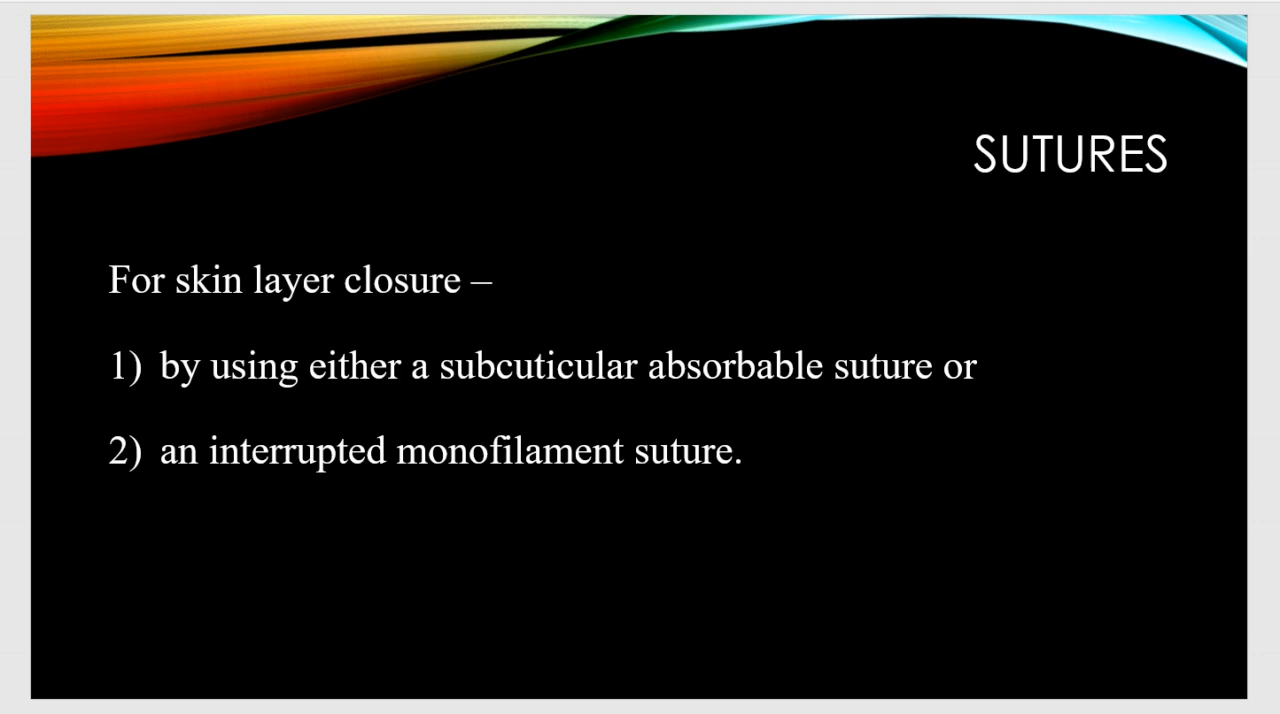 SUTURES
For skin layer closure –
1) by using either a subcuticular absorbable suture or
2) an interrupted monofilament suture.